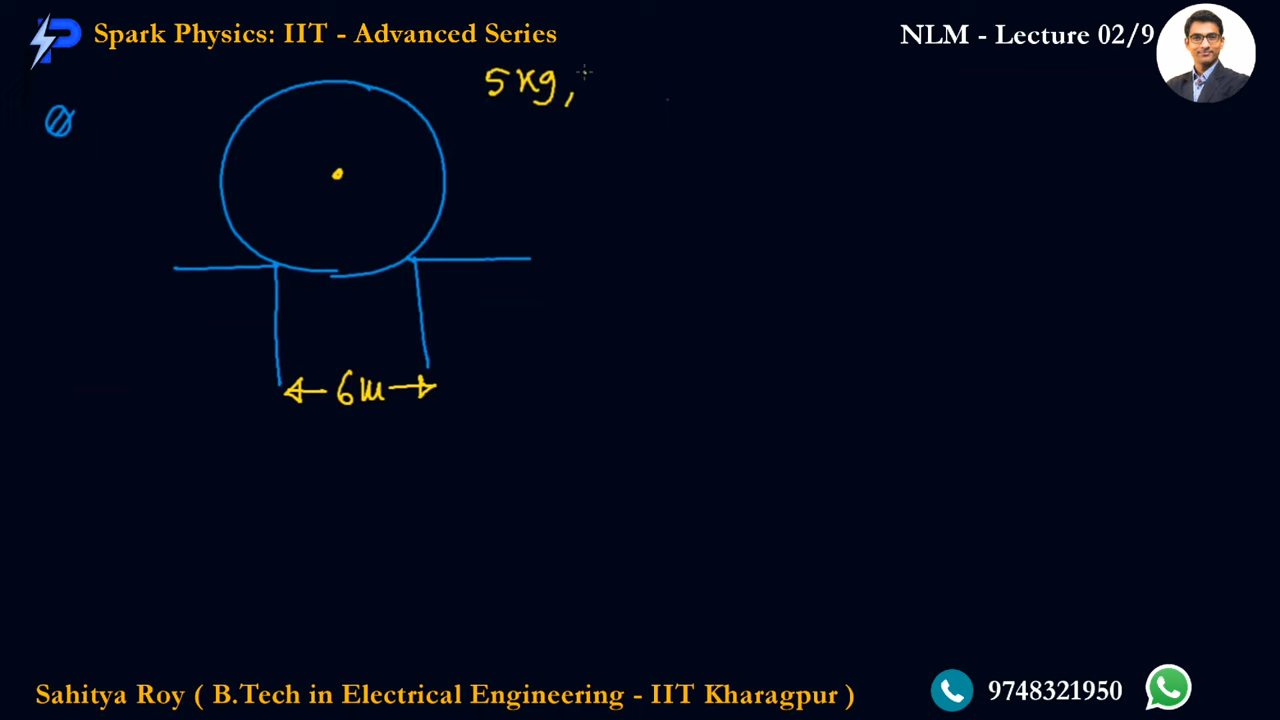 Spark Physics: IIT - Advanced Series
NLM - Lecture 02/9
5 kg,
Q
6m
Sahitya Roy ( B.Tech in Electrical Engineering - IIT Kharagpur )
9748321950